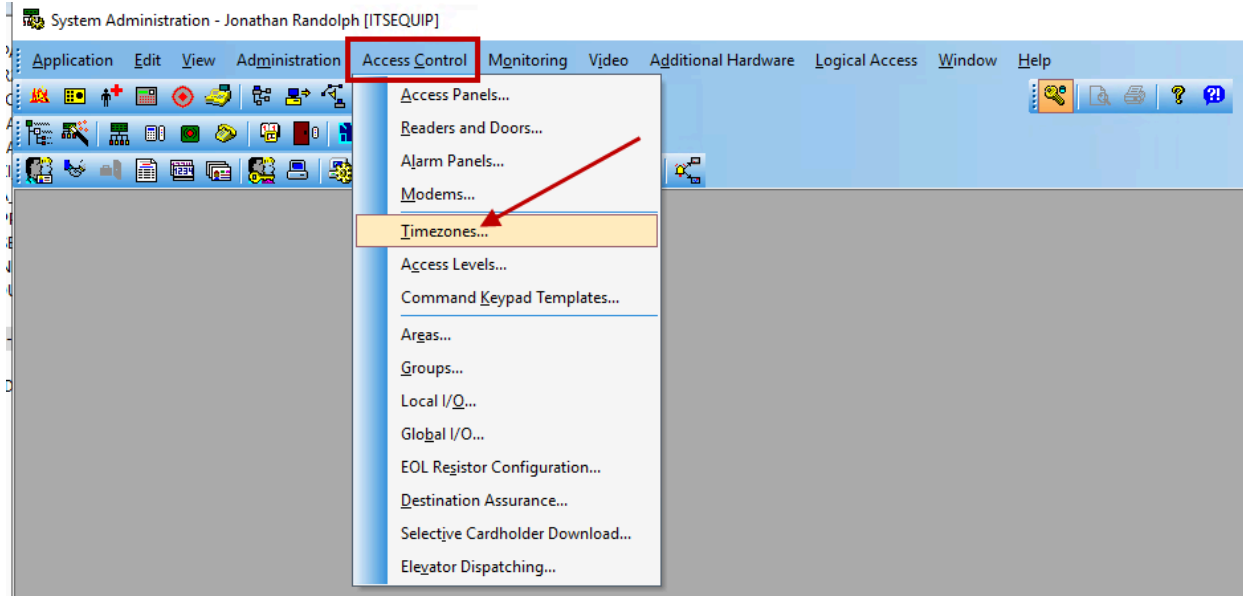 System Administration - Jonathan Randolph [ITSEQUIP]
Application Edit View Administration Access Control Monitoring Video Additional Hardware Logical Access Window Help
Access Panels...
Readers and Doors...
Alarm Panels...
Modems...
Timezones...
Access Levels...
Command Keypad Templates...
Areas...
Groups...
Local I/O...
Global I/O...
EOL Resistor Configuration...
Destination Assurance...
Selective Cardholder Download...
Elevator Dispatching...